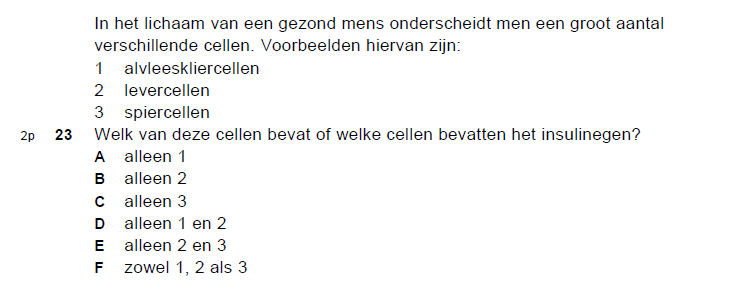 In het lichaam van een gezond mens onderscheidt men een groot aantal
verschillende cellen. Voorbeelden hiervan zijn:
1 alvleeskliercellen
2 levercellen
3 spiercellen
2p 23 Welk van deze cellen bevat of welke cellen bevatten het insulinegen?
A alleen 1
B alleen 2
C alleen 3
D alleen 1 en 2
E alleen 2 en 3
F zowel 1, 2 als 3